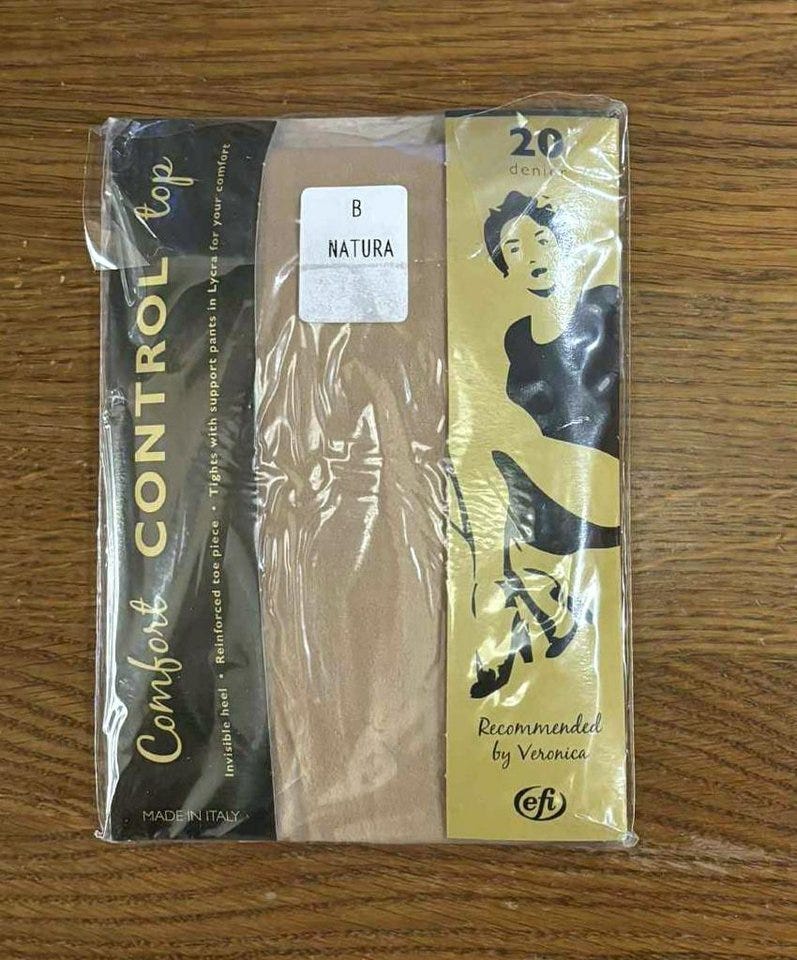 Comfort CONTROL top
Invisible heel • Reinforced toe piece • Tights with support pants in Lycra for your comfort
MADE IN ITALY
B
NATURA
20
denier
Recommended
by Veronica
efi